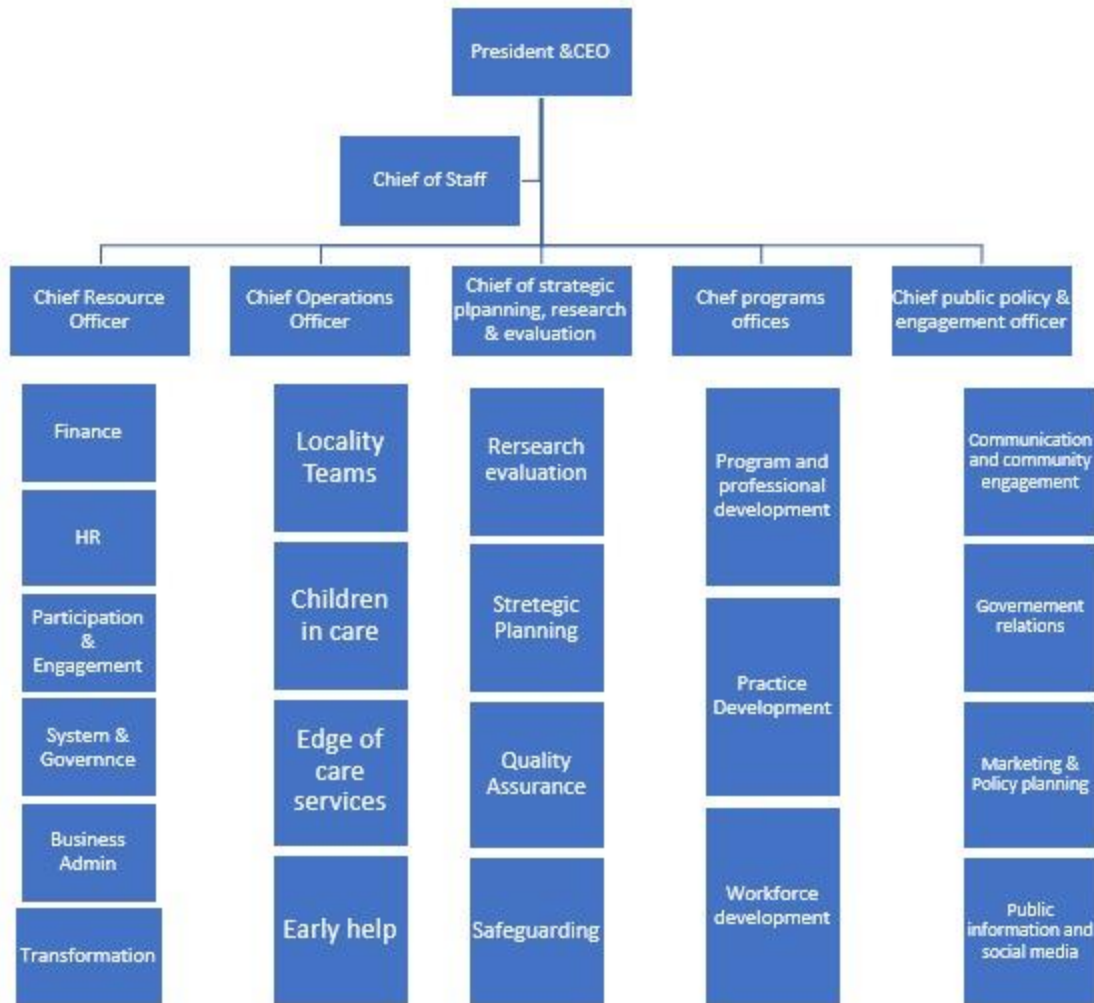 President &CEO
Chief of Staff
Chief Resource
Officer
Chief Operations
Officer
Chief of strategic
plpanning, research
& evaluation
Chef programs
offices
Chief public policy &
engagement officer
Finance
HR
Participation
&
Engagement
System &
Governnce
Business
Admin
Transformation
Locality
Teams
Children
in care
Edge of
care
services
Early help
Rersearch
evaluation
Stretegic
Planning
Quality
Assurance
Safeguarding
Program and
professional
development
Practice
Development
Workforce
development
Communication
and community
engagement
Governement
relations
Marketing &
Policy planning
Public
information and
social media